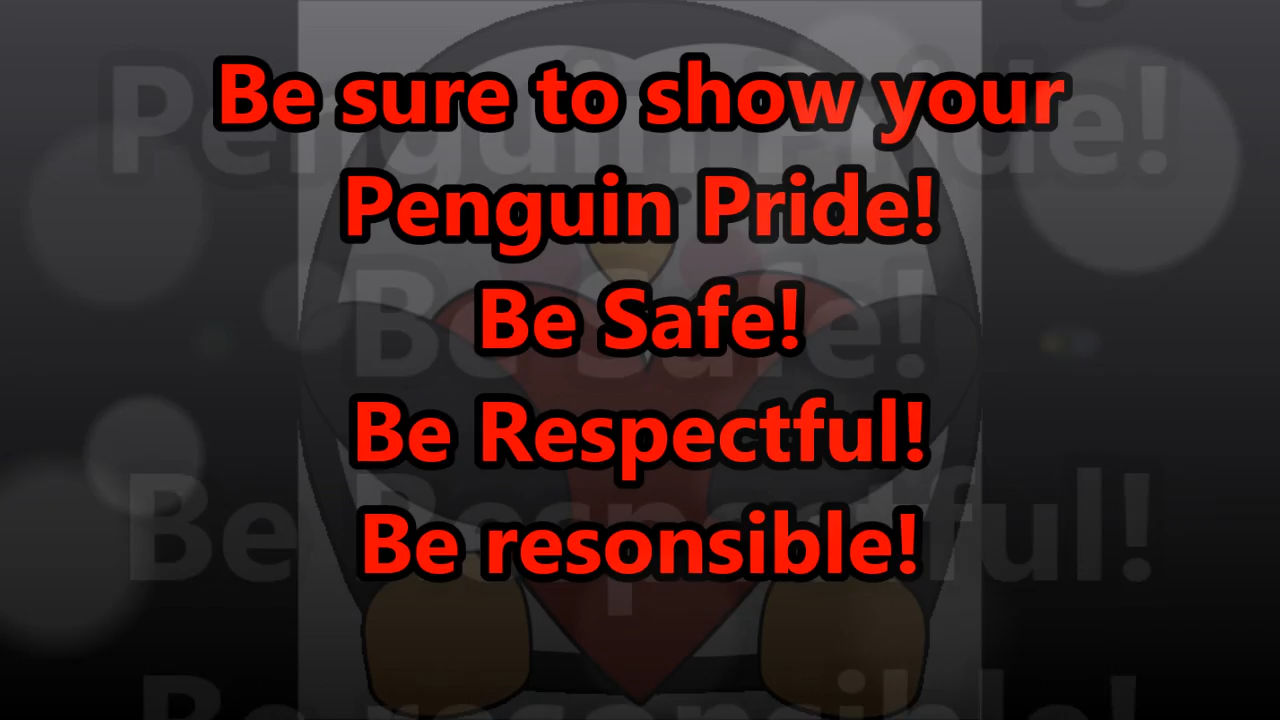 Be sure to show your
Penguin Pride!
Be Safe!
Be Respectful!
Be resonsible!